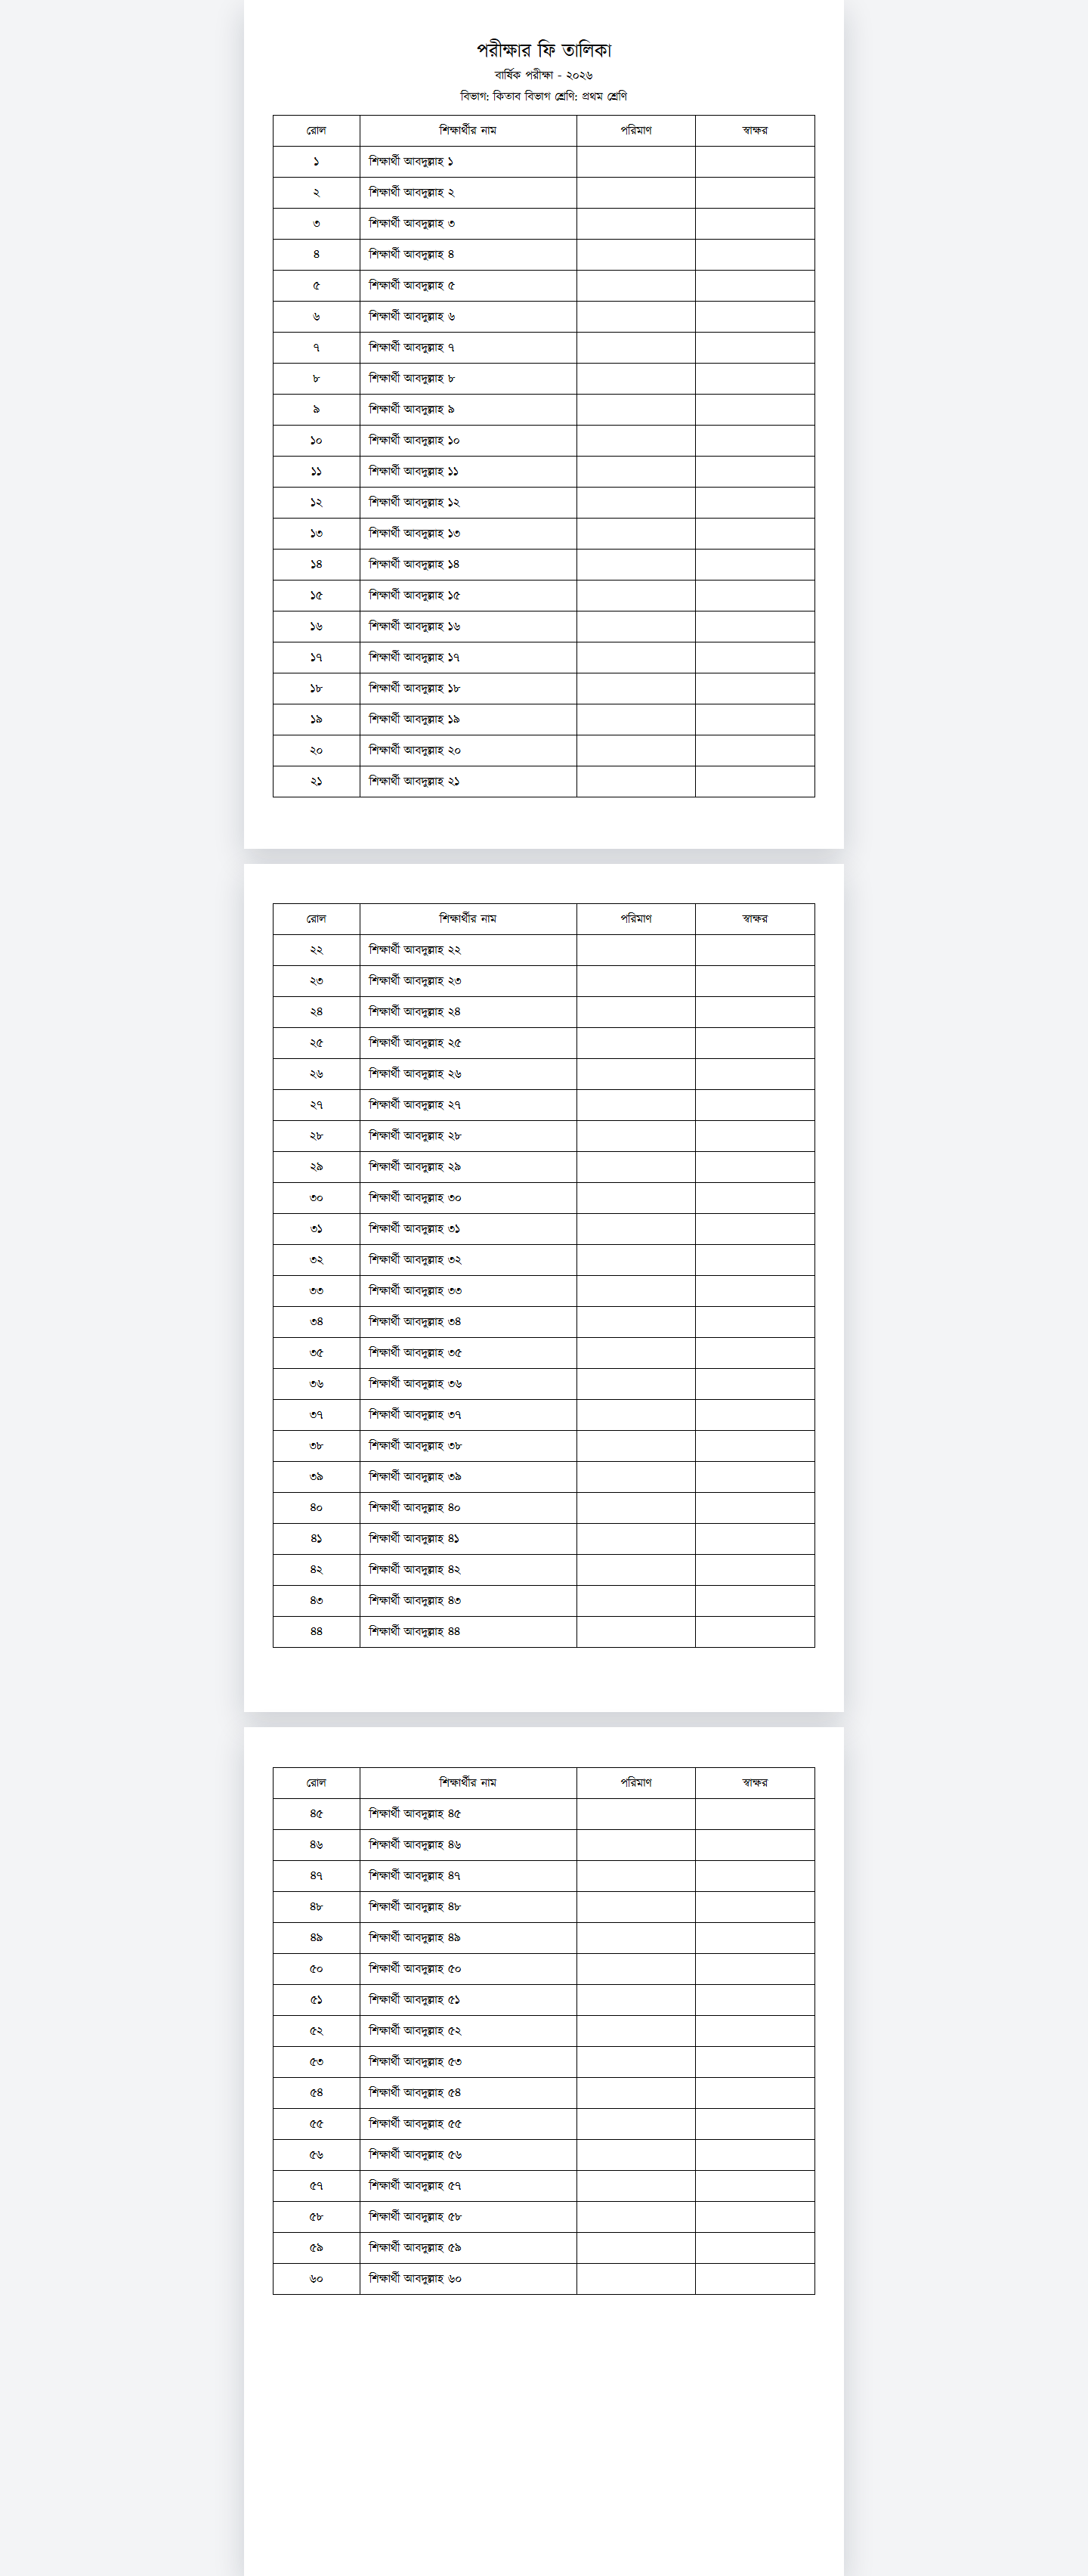 পরীক্ষার ফি তালিকা
বার্ষিক পরীক্ষা - ২০২৬
বিভাগ: কিতাব বিভাগ শ্রেণি: প্রথম শ্রেণি
রোল শিক্ষার্থীর নাম পরিমাণ স্বাক্ষর
১ শিক্ষার্থী আবদুল্লাহ ১
২ শিক্ষার্থী আবদুল্লাহ ২
৩ শিক্ষার্থী আবদুল্লাহ ৩
৪ শিক্ষার্থী আবদুল্লাহ ৪
৫ শিক্ষার্থী আবদুল্লাহ ৫
৬ শিক্ষার্থী আবদুল্লাহ ৬
৭ শিক্ষার্থী আবদুল্লাহ ৭
৮ শিক্ষার্থী আবদুল্লাহ ৮
৯ শিক্ষার্থী আবদুল্লাহ ৯
১০ শিক্ষার্থী আবদুল্লাহ ১০
১১ শিক্ষার্থী আবদুল্লাহ ১১
১২ শিক্ষার্থী আবদুল্লাহ ১২
১৩ শিক্ষার্থী আবদুল্লাহ ১৩
১৪ শিক্ষার্থী আবদুল্লাহ ১৪
১৫ শিক্ষার্থী আবদুল্লাহ ১৫
১৬ শিক্ষার্থী আবদুল্লাহ ১৬
১৭ শিক্ষার্থী আবদুল্লাহ ১৭
১৮ শিক্ষার্থী আবদুল্লাহ ১৮
১৯ শিক্ষার্থী আবদুল্লাহ ১৯
২০ শিক্ষার্থী আবদুল্লাহ ২০
২১ শিক্ষার্থী আবদুল্লাহ ২১
রোল শিক্ষার্থীর নাম পরিমাণ স্বাক্ষর
২২ শিক্ষার্থী আবদুল্লাহ ২২
২৩ শিক্ষার্থী আবদুল্লাহ ২৩
২৪ শিক্ষার্থী আবদুল্লাহ ২৪
২৫ শিক্ষার্থী আবদুল্লাহ ২৫
২৬ শিক্ষার্থী আবদুল্লাহ ২৬
২৭ শিক্ষার্থী আবদুল্লাহ ২৭
২৮ শিক্ষার্থী আবদুল্লাহ ২৮
২৯ শিক্ষার্থী আবদুল্লাহ ২৯
৩০ শিক্ষার্থী আবদুল্লাহ ৩০
৩১ শিক্ষার্থী আবদুল্লাহ ৩১
৩২ শিক্ষার্থী আবদুল্লাহ ৩২
৩৩ শিক্ষার্থী আবদুল্লাহ ৩৩
৩৪ শিক্ষার্থী আবদুল্লাহ ৩৪
৩৫ শিক্ষার্থী আবদুল্লাহ ৩৫
৩৬ শিক্ষার্থী আবদুল্লাহ ৩৬
৩৭ শিক্ষার্থী আবদুল্লাহ ৩৭
৩৮ শিক্ষার্থী আবদুল্লাহ ৩৮
৩৯ শিক্ষার্থী আবদুল্লাহ ৩৯
৪০ শিক্ষার্থী আবদুল্লাহ ৪০
৪১ শিক্ষার্থী আবদুল্লাহ ৪১
৪২ শিক্ষার্থী আবদুল্লাহ ৪২
৪৩ শিক্ষার্থী আবদুল্লাহ ৪৩
৪৪ শিক্ষার্থী আবদুল্লাহ ৪৪
রোল শিক্ষার্থীর নাম পরিমাণ স্বাক্ষর
৪৫ শিক্ষার্থী আবদুল্লাহ ৪৫
৪৬ শিক্ষার্থী আবদুল্লাহ ৪৬
৪৭ শিক্ষার্থী আবদুল্লাহ ৪৭
৪৮ শিক্ষার্থী আবদুল্লাহ ৪৮
৪৯ শিক্ষার্থী আবদুল্লাহ ৪৯
৫০ শিক্ষার্থী আবদুল্লাহ ৫০
৫১ শিক্ষার্থী আবদুল্লাহ ৫১
৫২ শিক্ষার্থী আবদুল্লাহ ৫২
৫৩ শিক্ষার্থী আবদুল্লাহ ৫৩
৫৪ শিক্ষার্থী আবদুল্লাহ ৫৪
৫৫ শিক্ষার্থী আবদুল্লাহ ৫৫
৫৬ শিক্ষার্থী আবদুল্লাহ ৫৬
৫৭ শিক্ষার্থী আবদুল্লাহ ৫৭
৫৮ শিক্ষার্থী আবদুল্লাহ ৫৮
৫৯ শিক্ষার্থী আবদুল্লাহ ৫৯
৬০ শিক্ষার্থী আবদুল্লাহ ৬০